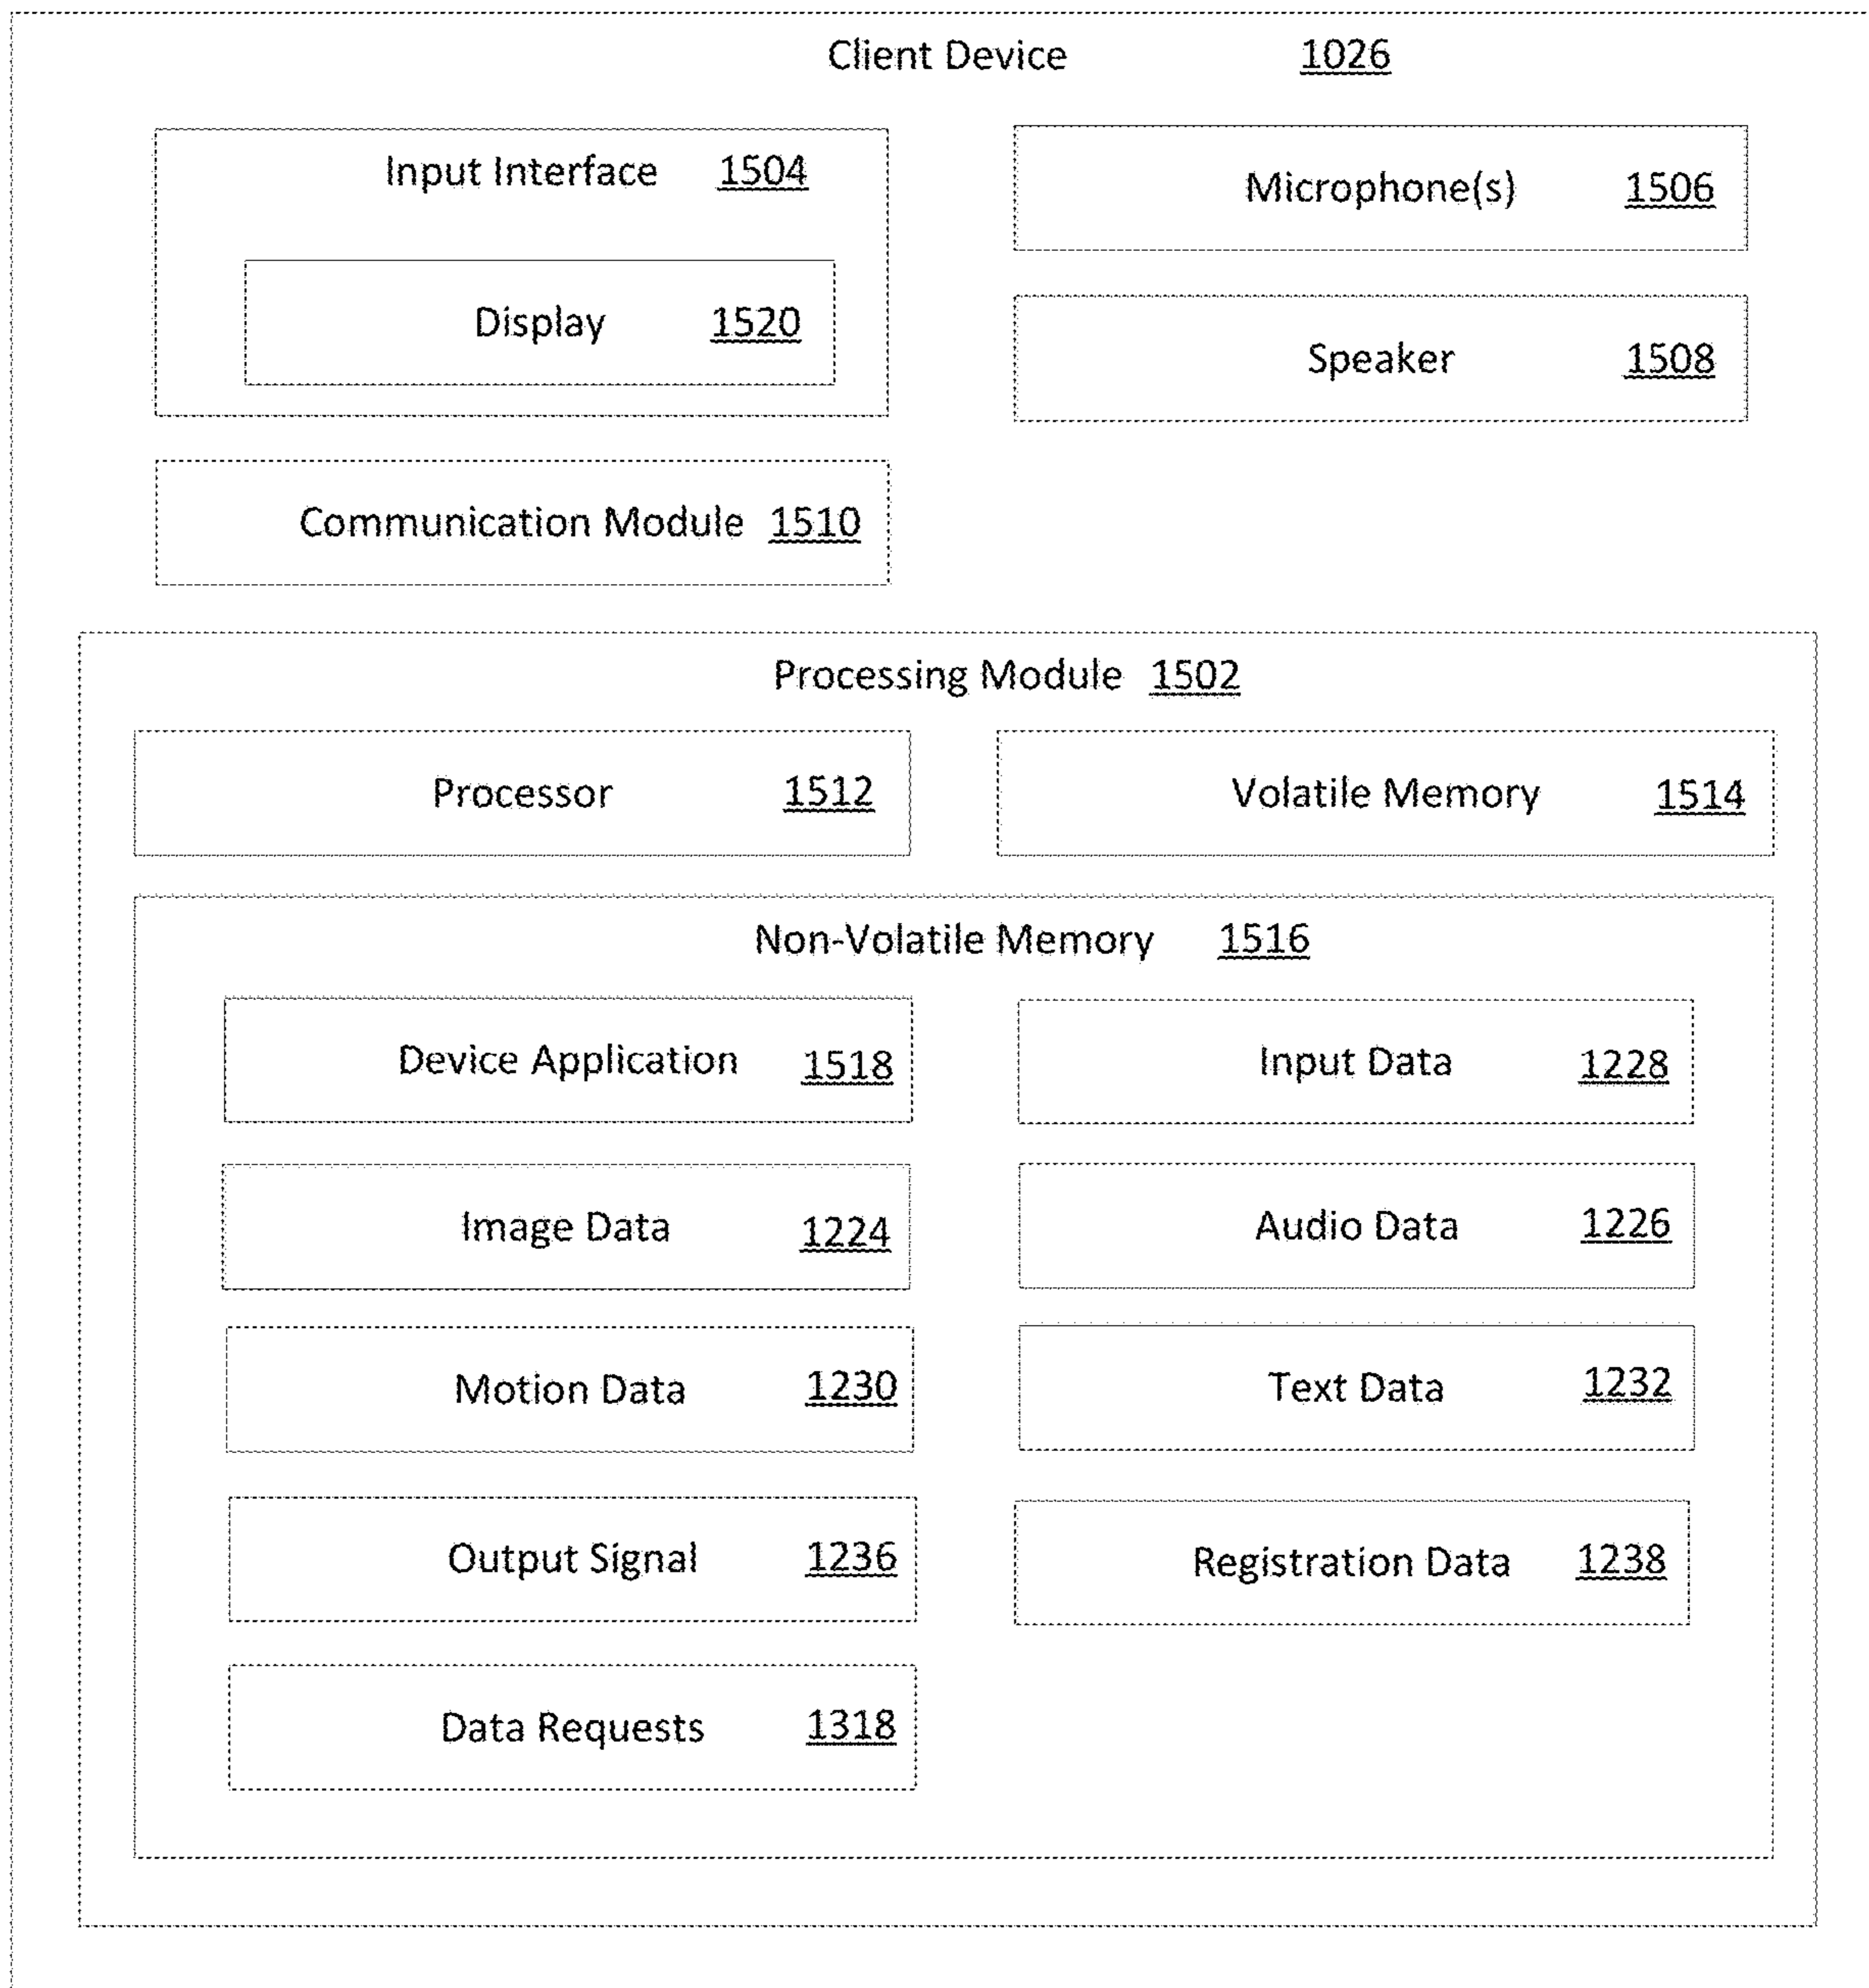 Client Device 1026
Input Interface 1504
Display 1520
Microphone(s) 1506
Speaker 1508
Communication Module 1510
Processing Module 1502
Processor 1512
Volatile Memory 1514
Non-Volatile Memory 1516
Device Application 1518
Input Data 1228
Image Data 1224
Audio Data 1226
Motion Data 1230
Text Data 1232
Output Signal 1236
Registration Data 1238
Data Requests 1318